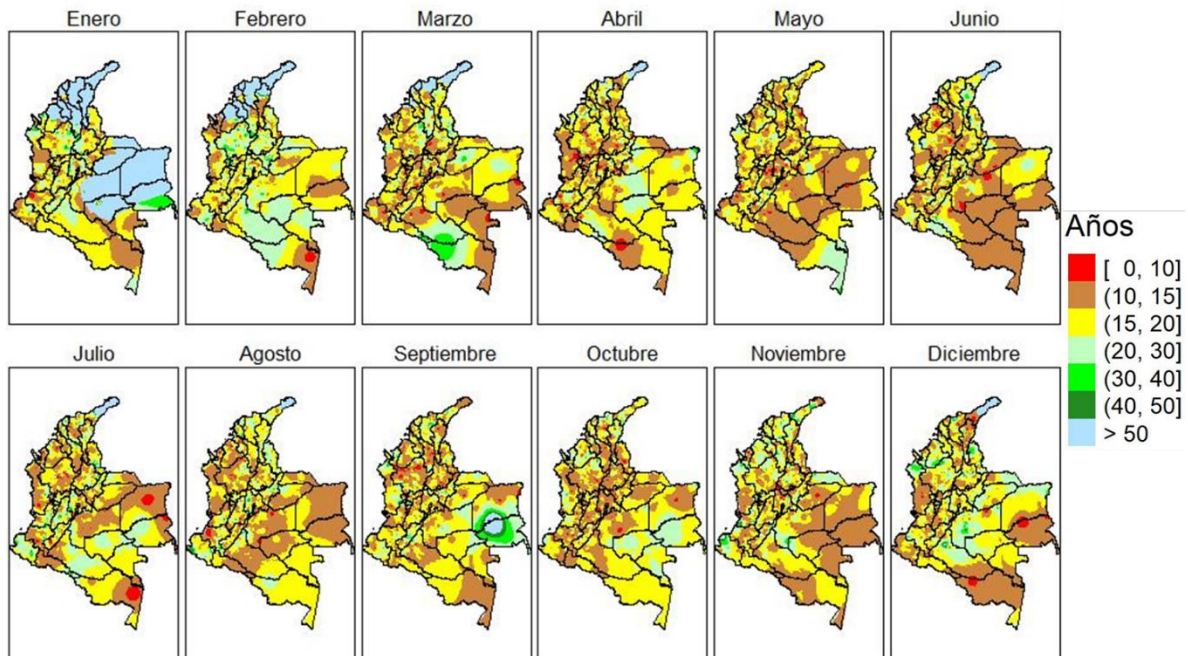 Enero Febrero Marzo Abril Mayo Junio
Años
[ 0, 10]
(10, 15]
(15, 20]
(20, 30]
(30, 40]
(40, 50]
> 50
Julio Agosto Septiembre Octubre Noviembre Diciembre